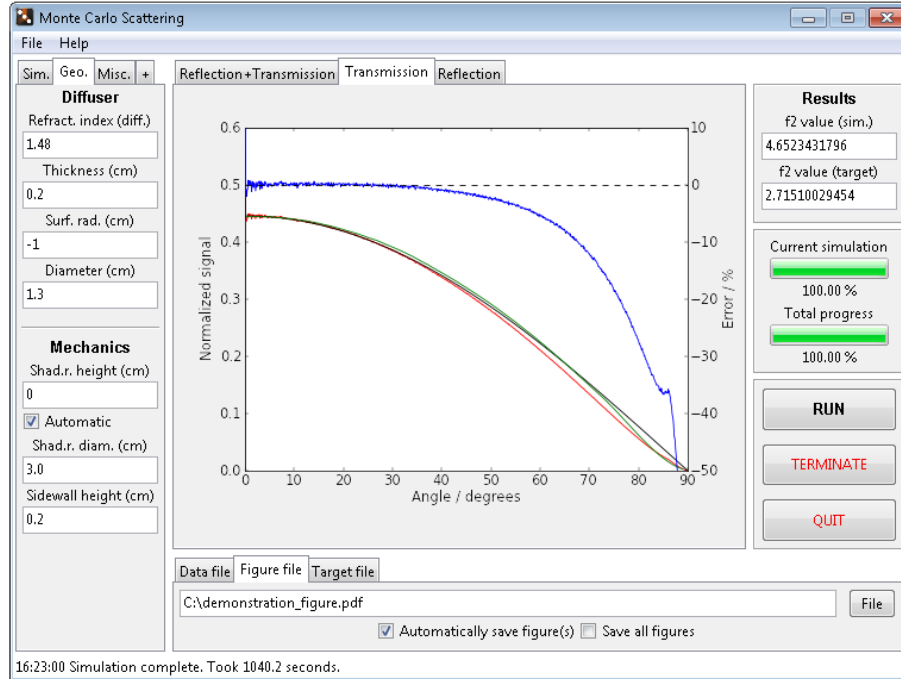 Monte Carlo Scattering
File Help
Sim. Geo. Misc. +
Diffuser
Refract. index (diff.)
1.48
Thickness (cm)
0.2
Surf. rad. (cm)
-1
Diameter (cm)
1.3
Mechanics
Shad.r. height (cm)
0
Automatic
Shad.r. diam. (cm)
3.0
Sidewall height (cm)
0.2
Reflection+Transmission Transmission Reflection
Normalized signal
0.6
0.5
0.4
0.3
0.2
0.1
0.0
0 10 20 30 40 50 60 70 80 90
Angle / degrees
10
0
−10
−20
−30
−40
−50
Error / %
Results
f2 value (sim.)
4.6523431796
f2 value (target)
2.71510029454
Current simulation
100.00 %
Total progress
100.00 %
RUN
TERMINATE
QUIT
Data file Figure file Target file
C:\demonstration_figure.pdf
File
Automatically save figure(s) Save all figures
16:23:00 Simulation complete. Took 1040.2 seconds.